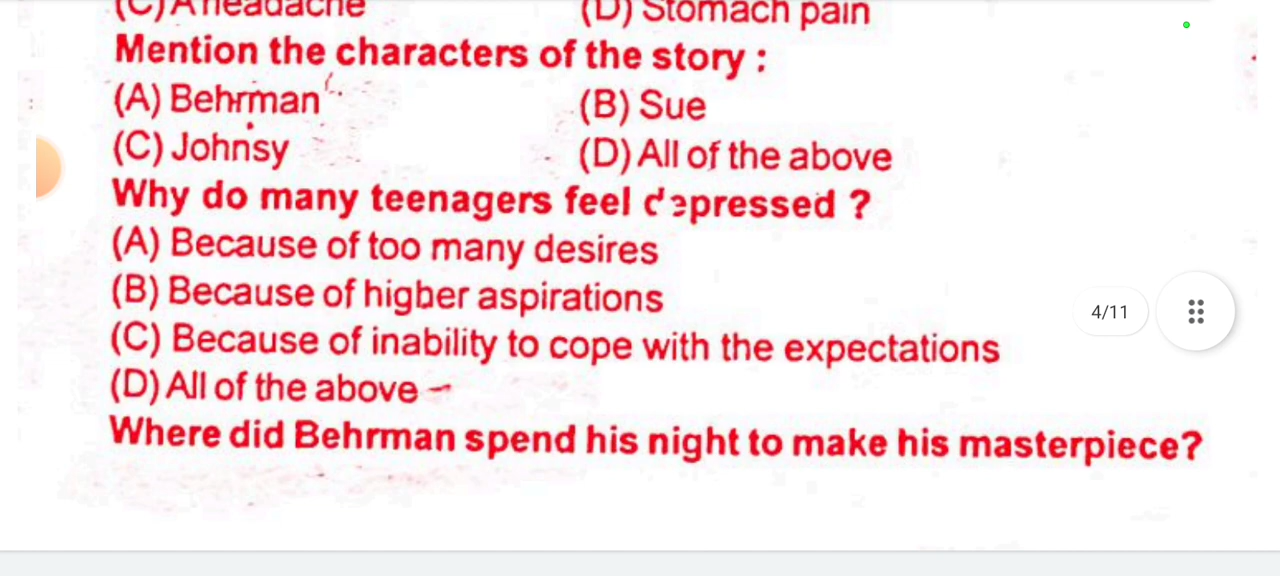 (C) A headache (D) Stomach pain
Mention the characters of the story :
(A) Behrman (B) Sue
(C) Johnsy (D) All of the above
Why do many teenagers feel depressed ?
(A) Because of too many desires
(B) Because of higher aspirations
(C) Because of inability to cope with the expectations
4/11
(D) All of the above
Where did Behrman spend his night to make his masterpiece?